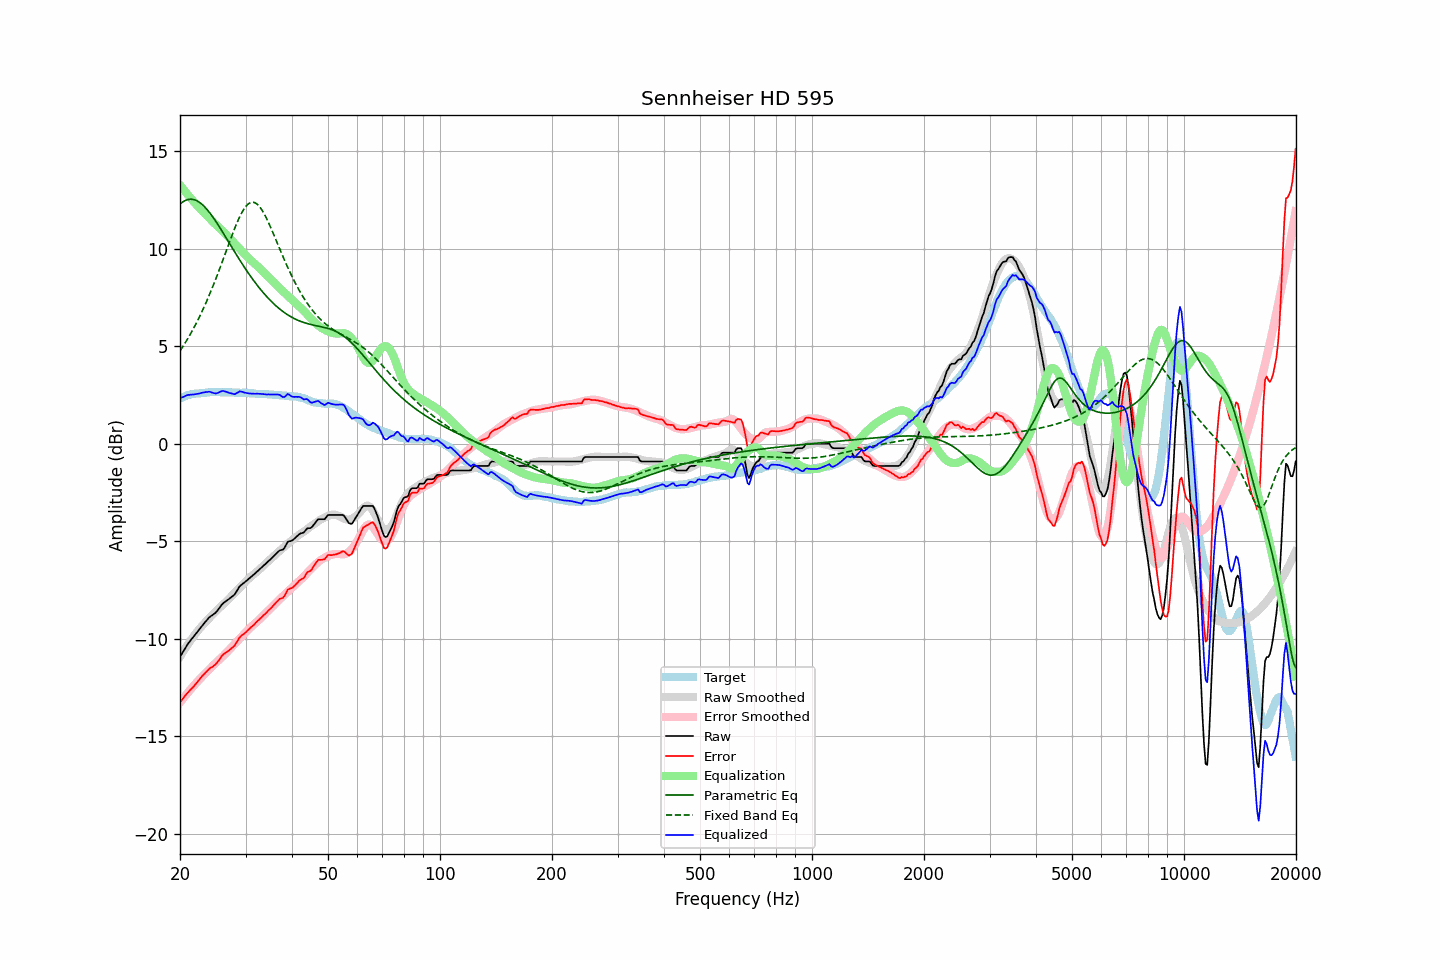 Sennheiser HD 595
Amplitude (dBr)
15
10
5
0
−5
−10
−15
−20
Target
Raw Smoothed
Error Smoothed
Raw
Error
Equalization
Parametric Eq
Fixed Band Eq
Equalized
20
50
100
200
500
1000
2000
5000
10000
20000
Frequency (Hz)